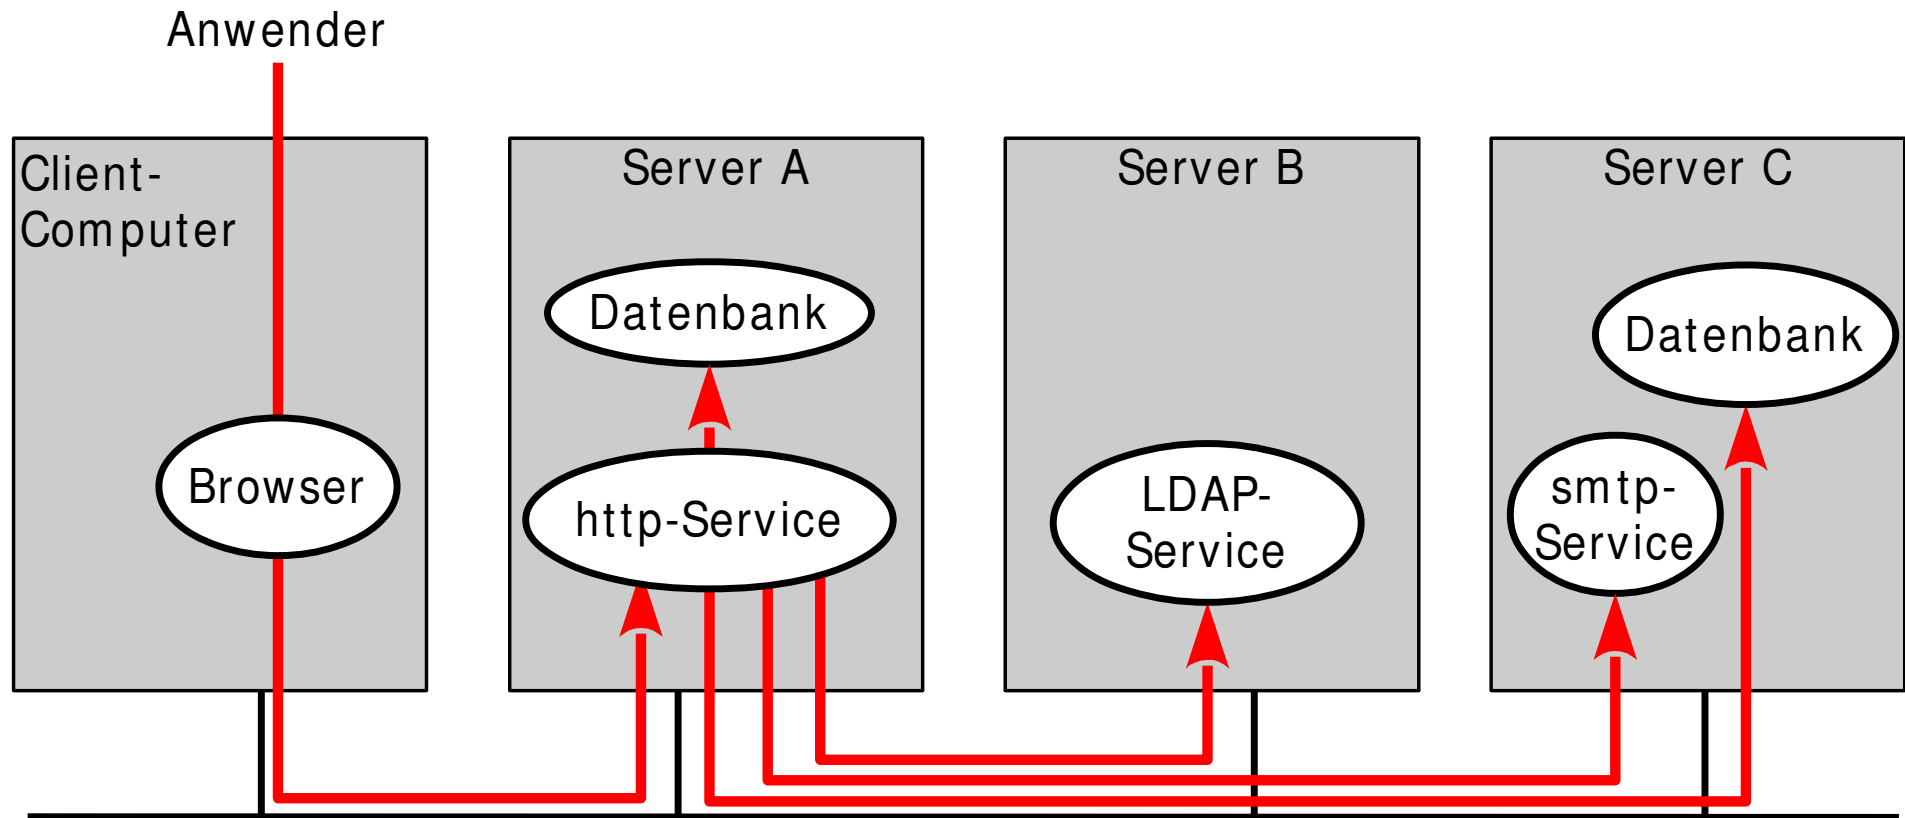 Anwender
Client-
Computer
Server A
Server B
Server C
Datenbank
Datenbank
Browser
http-Service
LDAP-
Service
smtp-
Service